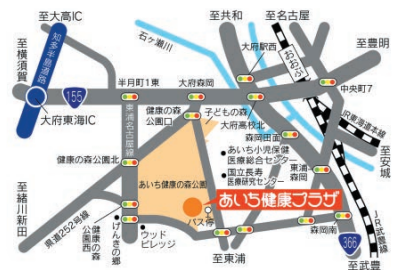 至大高IC
至共和
至名古屋
至豊明
至横須賀
知多半島道路
石ヶ瀬川
大府駅西
おおぶ
155
半月町1東
大府森岡
中央町7
大府東海IC
健康の森公園口
子どもの森
大府高校北
JR東海道本線
東浦名古屋線
森岡田面
至安城
健康の森公園北
あいち小児保健
医療総合センター
国立長寿
医療研究センター
東浦森岡
あいち健康の森公園
至緒川新田
県道252号線
あいち健康プラザ
バス停
健康の森公園西
げんきの郷
ウッド
ビレッジ
至東浦
森岡南
JR武豊線
366
至武豊